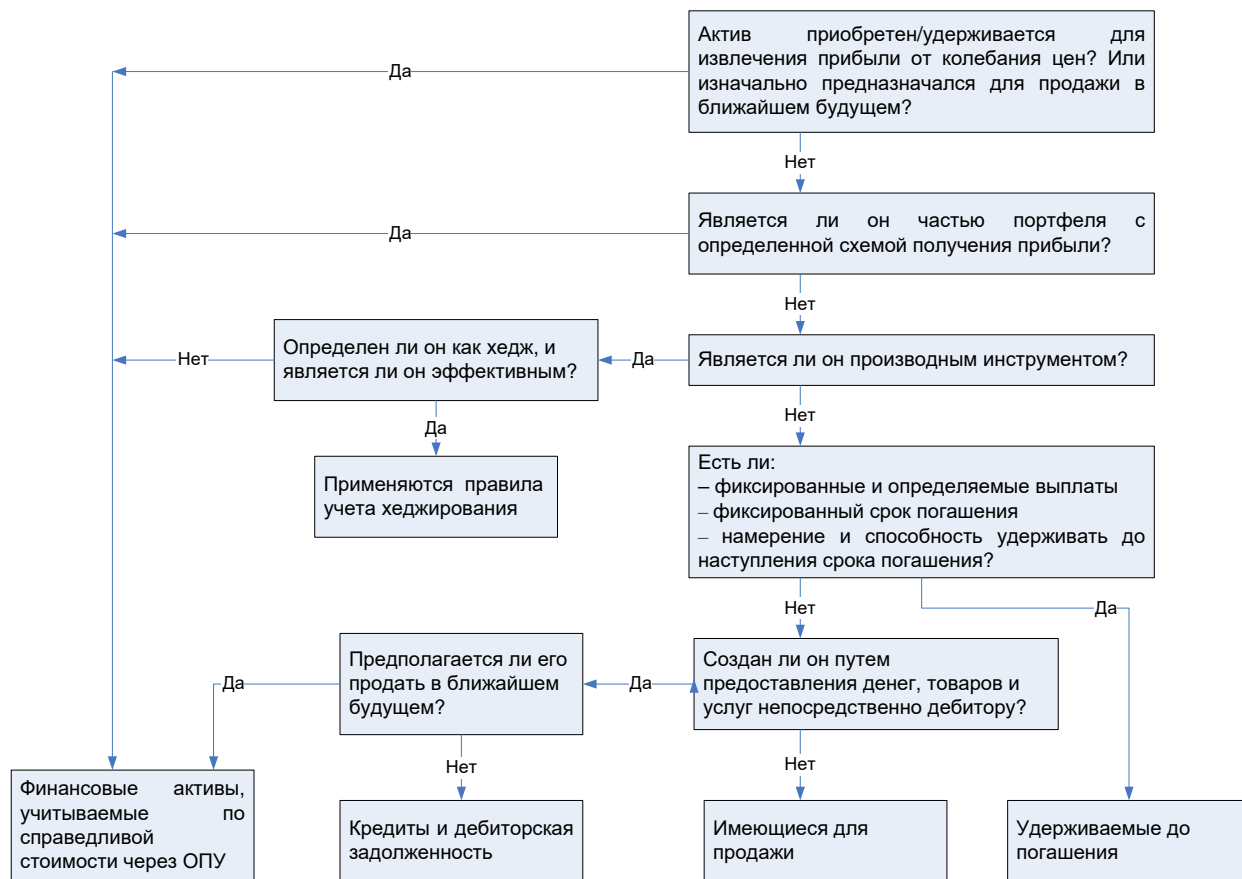 Актив приобретен/удерживается для
извлечения прибыли от колебания цен? Или
изначально предназначался для продажи в
ближайшем будущем?
Да
Нет
Является ли он частью портфеля с
определенной схемой получения прибыли?
Да
Нет
Определен ли он как хедж, и
является ли он эффективным?
Нет
Да
Является ли он производным инструментом?
Да
Нет
Применяются правила
учета хеджирования
Есть ли:
– фиксированные и определяемые выплаты
– фиксированный срок погашения
– намерение и способность удерживать до
наступления срока погашения?
Нет
Да
Предполагается ли его
продать в ближайшем
будущем?
Да
Да
Создан ли он путем
предоставления денег, товаров и
услуг непосредственно дебитору?
Нет
Нет
Финансовые активы,
учитываемые по
справедливой
стоимости через ОПУ
Кредиты и дебиторская
задолженность
Имеющиеся для
продажи
Удерживаемые до
погашения